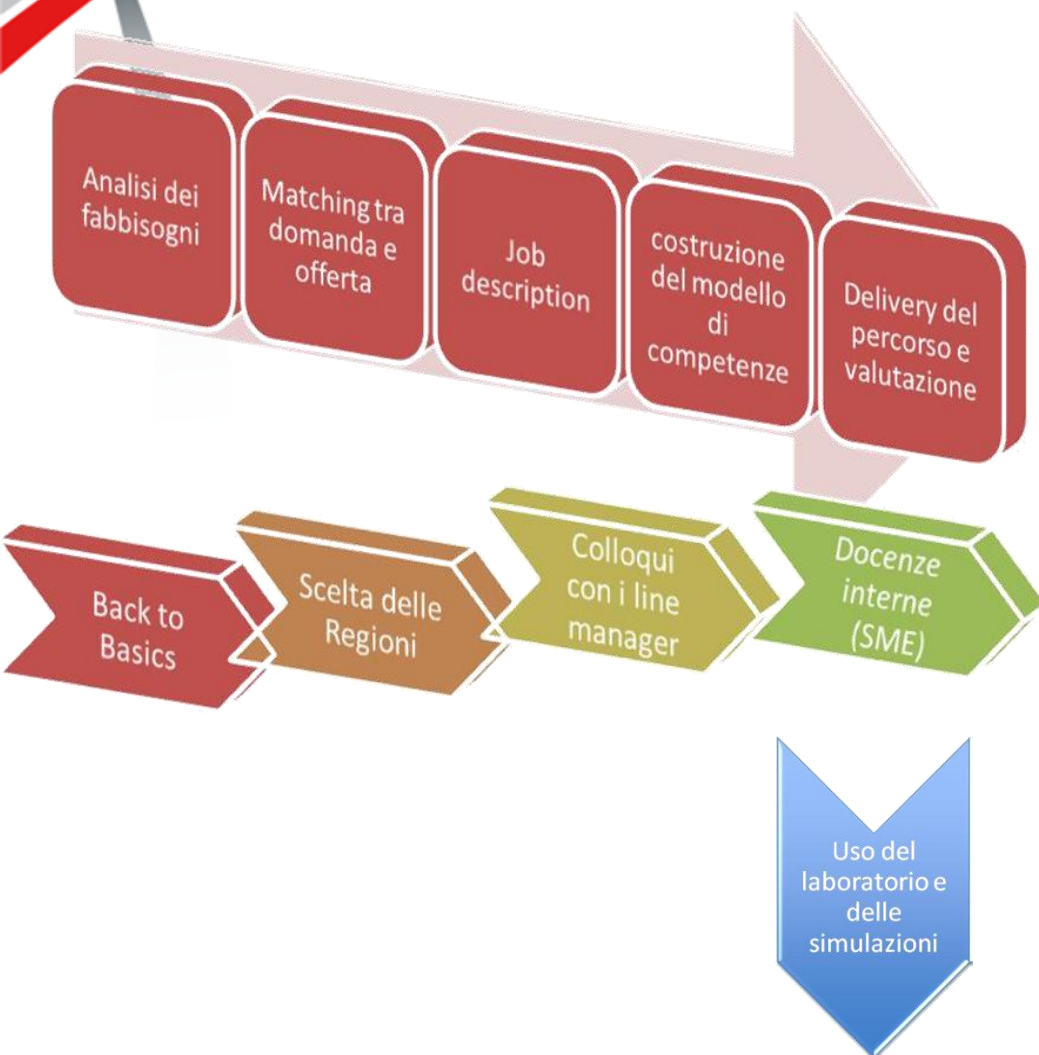 Analisi dei
fabbisogni
Matching tra
domanda e
offerta
Job
description
costruzione
del modello
di
competenze
Delivery del
percorso e
valutazione
Back to
Basics
Scelta delle
Regioni
Colloqui
con i line
manager
Docenze
interne
(SME)
Uso del
laboratorio e
delle
simulazioni